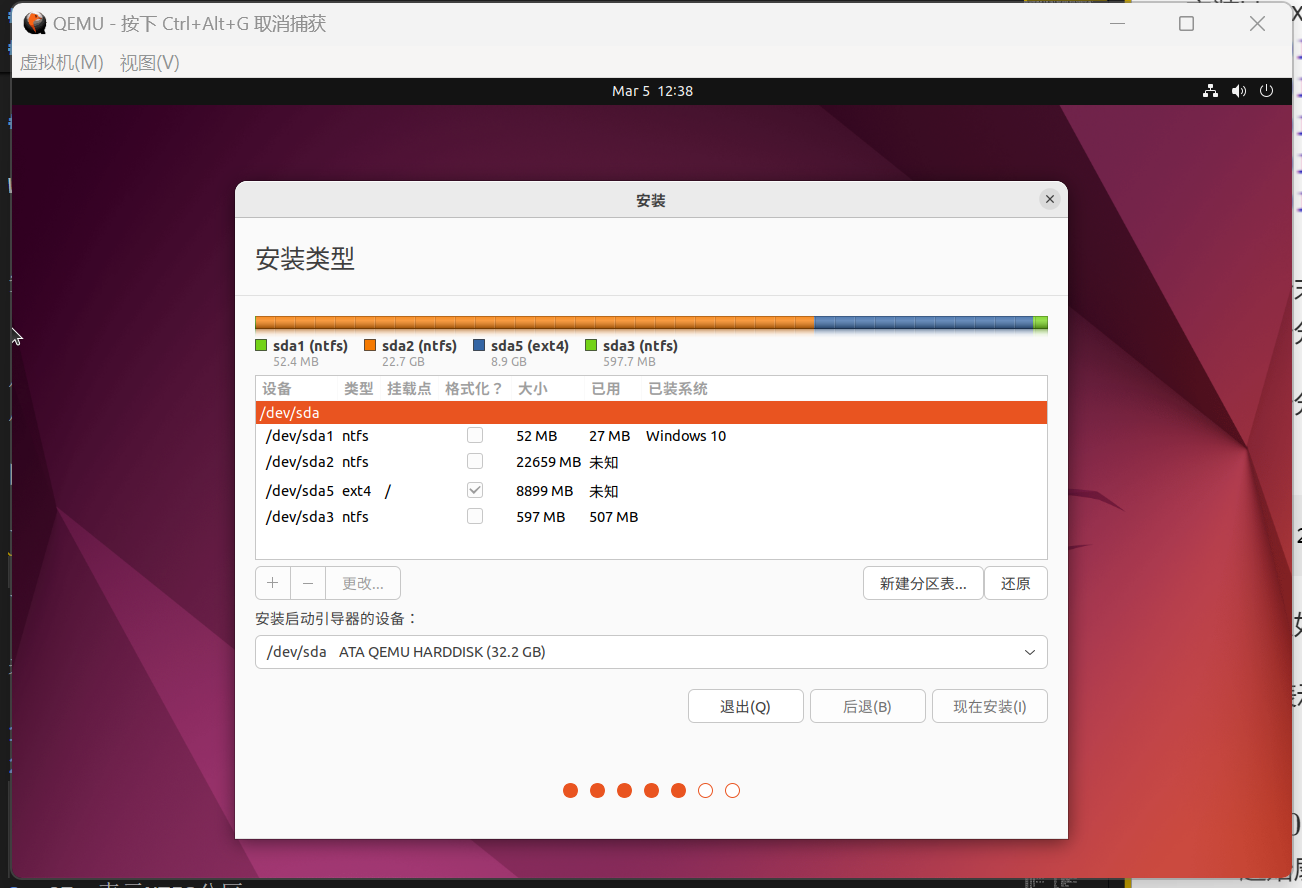 QEMU - 按下 Ctrl+Alt+G 取消捕获
虚拟机(M) 视图(V)
Mar 5 12:38
安装
安装类型
sda1 (ntfs) sda2 (ntfs) sda5 (ext4) sda3 (ntfs)
52.4 MB 22.7 GB 8.9 GB 597.7 MB
设备 类型 挂载点 格式化？ 大小 已用 已装系统
/dev/sda
/dev/sda1 ntfs 52 MB 27 MB Windows 10
/dev/sda2 ntfs 22659 MB 未知
/dev/sda5 ext4 / 8899 MB 未知
/dev/sda3 ntfs 597 MB 507 MB
+ − 更改... 新建分区表... 还原
安装启动引导器的设备：
/dev/sda ATA QEMU HARDDISK (32.2 GB)
退出(Q) 后退(B) 现在安装(I)